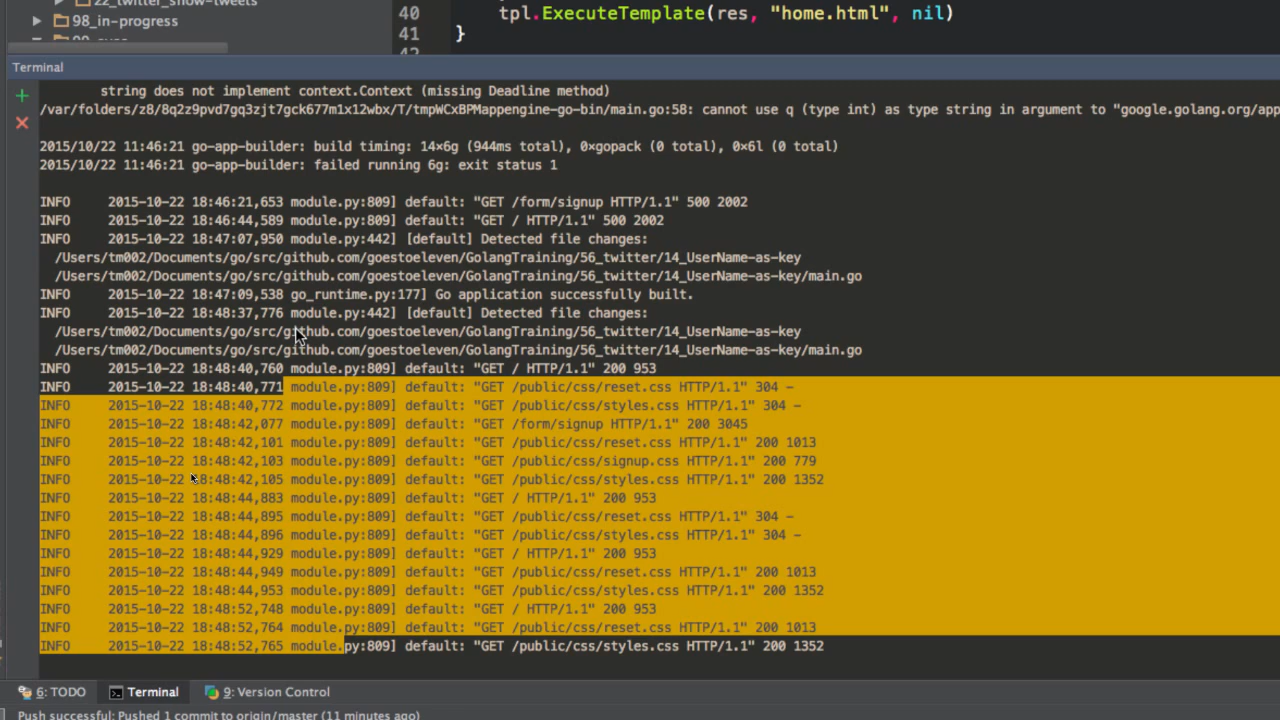 22_twitter_show-tweets
98_in-progress
40 tpl.ExecuteTemplate(res, "home.html", nil)
41 }
42
Terminal
string does not implement context.Context (missing Deadline method)
/var/folders/z8/8q2z9pvd7gq3zjt7gck677m1x12wbx/T/tmpWCxBPMappengine-go-bin/main.go:58: cannot use q (type int) as type string in argument to "google.golang.org/app
2015/10/22 11:46:21 go-app-builder: build timing: 14×6g (944ms total), 0×gopack (0 total), 0×6l (0 total)
2015/10/22 11:46:21 go-app-builder: failed running 6g: exit status 1
INFO 2015-10-22 18:46:21,653 module.py:809] default: "GET /form/signup HTTP/1.1" 500 2002
INFO 2015-10-22 18:46:44,589 module.py:809] default: "GET / HTTP/1.1" 500 2002
INFO 2015-10-22 18:47:07,950 module.py:442] [default] Detected file changes:
/Users/tm002/Documents/go/src/github.com/goestoeleven/GolangTraining/56_twitter/14_UserName-as-key
/Users/tm002/Documents/go/src/github.com/goestoeleven/GolangTraining/56_twitter/14_UserName-as-key/main.go
INFO 2015-10-22 18:47:09,538 go_runtime.py:177] Go application successfully built.
INFO 2015-10-22 18:48:37,776 module.py:442] [default] Detected file changes:
/Users/tm002/Documents/go/src/github.com/goestoeleven/GolangTraining/56_twitter/14_UserName-as-key
/Users/tm002/Documents/go/src/github.com/goestoeleven/GolangTraining/56_twitter/14_UserName-as-key/main.go
INFO 2015-10-22 18:48:40,760 module.py:809] default: "GET / HTTP/1.1" 200 953
INFO 2015-10-22 18:48:40,771 module.py:809] default: "GET /public/css/reset.css HTTP/1.1" 304 -
INFO 2015-10-22 18:48:40,772 module.py:809] default: "GET /public/css/styles.css HTTP/1.1" 304 -
INFO 2015-10-22 18:48:42,077 module.py:809] default: "GET /form/signup HTTP/1.1" 200 3045
INFO 2015-10-22 18:48:42,101 module.py:809] default: "GET /public/css/reset.css HTTP/1.1" 200 1013
INFO 2015-10-22 18:48:42,103 module.py:809] default: "GET /public/css/signup.css HTTP/1.1" 200 779
INFO 2015-10-22 18:48:42,105 module.py:809] default: "GET /public/css/styles.css HTTP/1.1" 200 1352
INFO 2015-10-22 18:48:44,883 module.py:809] default: "GET / HTTP/1.1" 200 953
INFO 2015-10-22 18:48:44,895 module.py:809] default: "GET /public/css/reset.css HTTP/1.1" 304 -
INFO 2015-10-22 18:48:44,896 module.py:809] default: "GET /public/css/styles.css HTTP/1.1" 304 -
INFO 2015-10-22 18:48:44,929 module.py:809] default: "GET / HTTP/1.1" 200 953
INFO 2015-10-22 18:48:44,949 module.py:809] default: "GET /public/css/reset.css HTTP/1.1" 200 1013
INFO 2015-10-22 18:48:44,953 module.py:809] default: "GET /public/css/styles.css HTTP/1.1" 200 1352
INFO 2015-10-22 18:48:52,748 module.py:809] default: "GET / HTTP/1.1" 200 953
INFO 2015-10-22 18:48:52,764 module.py:809] default: "GET /public/css/reset.css HTTP/1.1" 200 1013
INFO 2015-10-22 18:48:52,765 module.py:809] default: "GET /public/css/styles.css HTTP/1.1" 200 1352
6: TODO Terminal 9: Version Control
Push successful: Pushed 1 commit to origin/master (11 minutes ago)